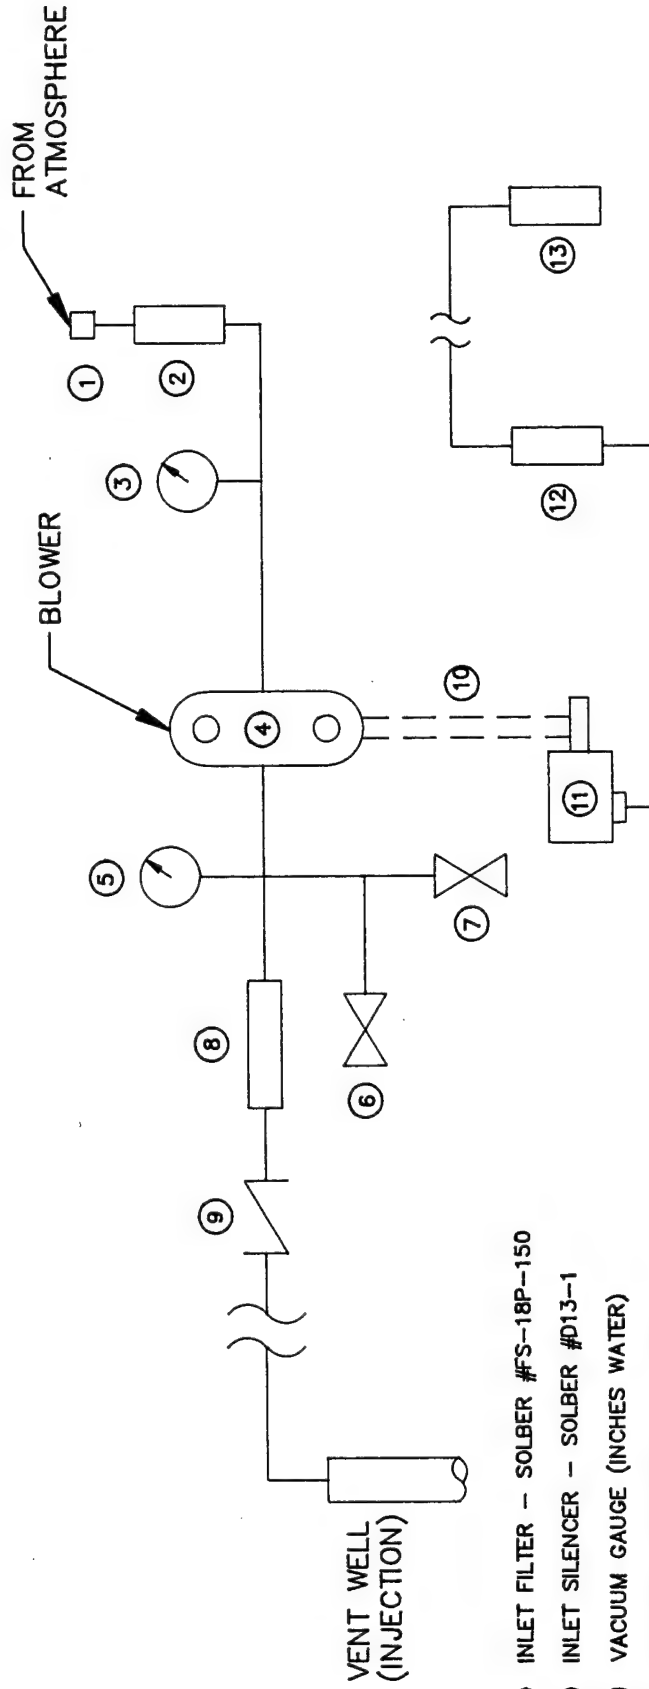 FROM
ATMOSPHERE
1
2
3
BLOWER
4
5
6
7
8
9
10
11
12
13
VENT WELL
(INJECTION)
INLET FILTER – SOLBER #FS–18P–150
INLET SILENCER – SOLBER #D13–1
VACUUM GAUGE (INCHES WATER)